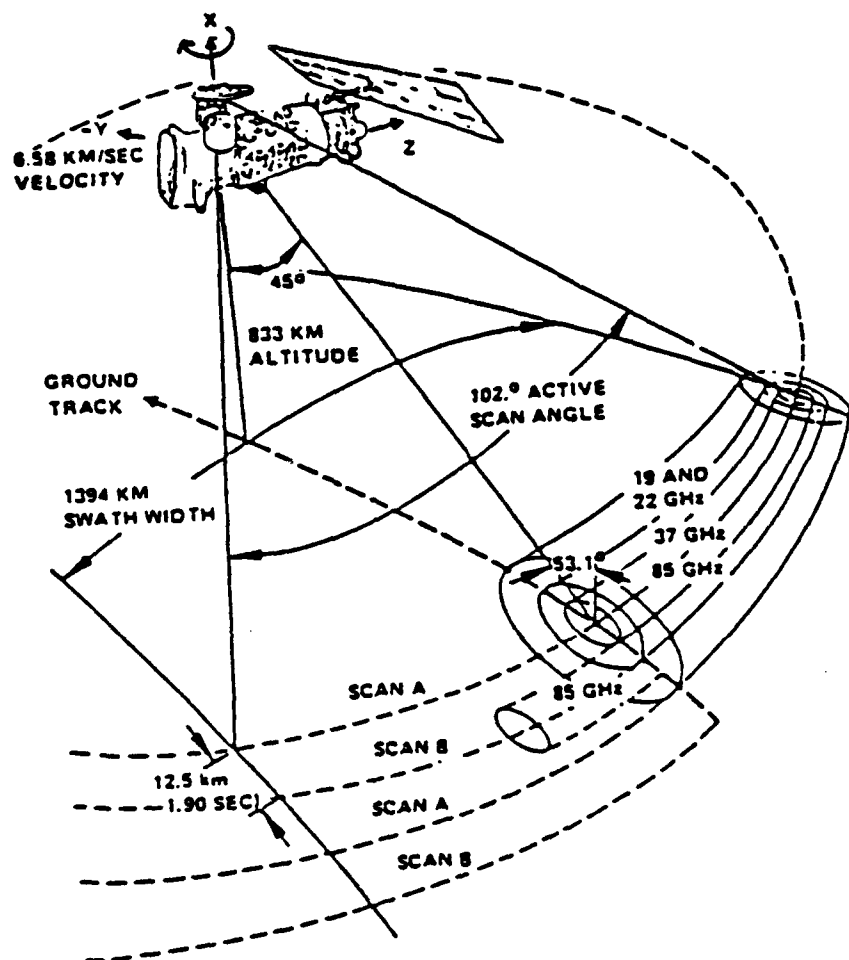 X
-Y
6.58 KM/SEC
VELOCITY
Z
45°
833 KM
ALTITUDE
GROUND
TRACK
102.° ACTIVE
SCAN ANGLE
1394 KM
SWATH WIDTH
19 AND
22 GHz
37 GHz
53.1°
85 GHz
SCAN A
85 GHz
SCAN B
12.5 km
1.90 SEC)
SCAN A
SCAN B